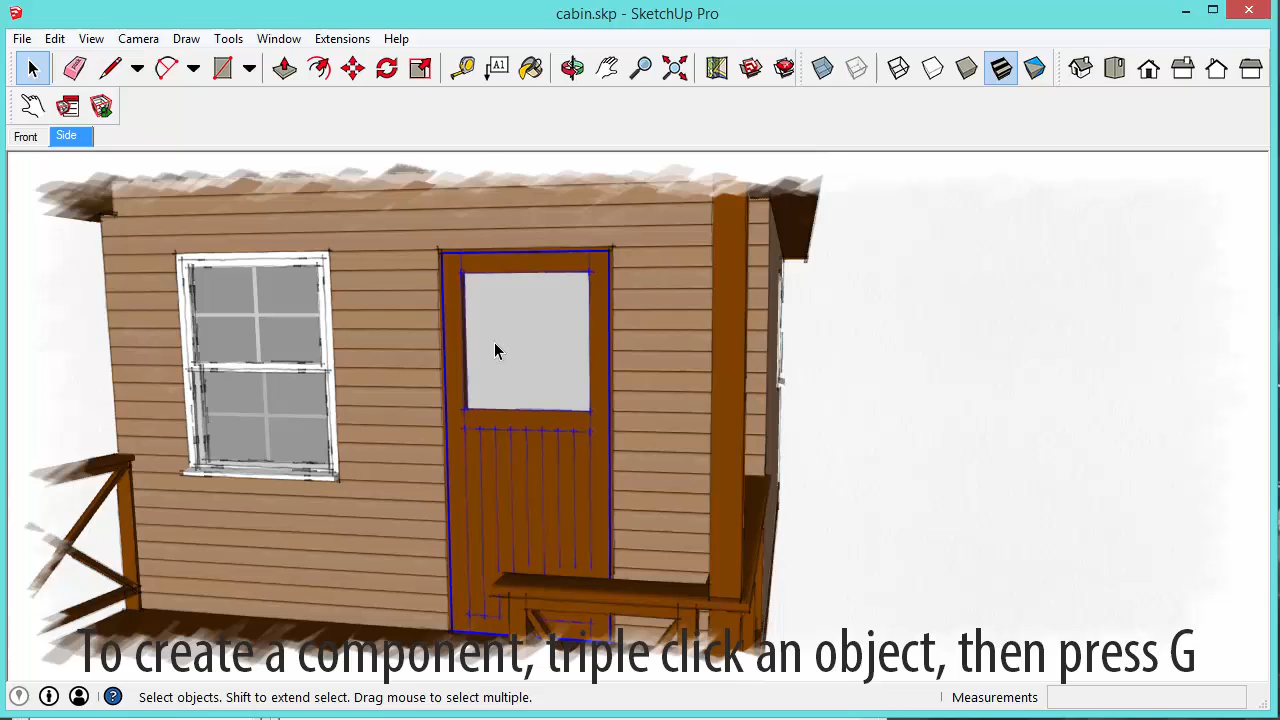 cabin.skp - SketchUp Pro
File Edit View Camera Draw Tools Window Extensions Help
A1
Front Side
To create a component, triple click an object, then press G
Select objects. Shift to extend select. Drag mouse to select multiple. Measurements